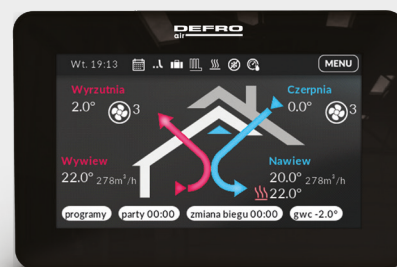 DEFRO
air
Wt. 19:13 MENU
Wyrzutnia
2.0° 3
Czerpnia
0.0° 3
Wywiew
22.0° 278m³/h
Nawiew
20.0° 278m³/h
22.0°
programy party 00:00 zmiana biegu 00:00 gwc -2.0°